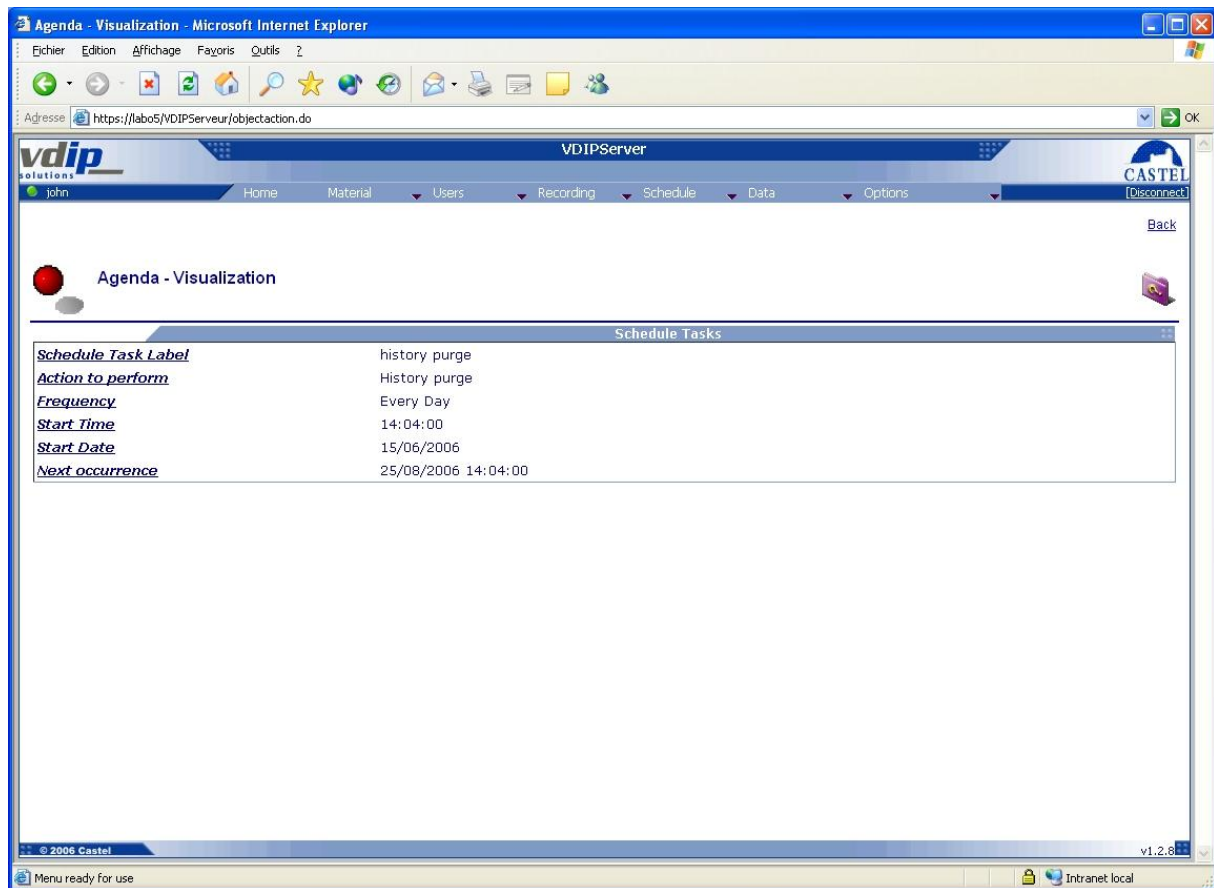 Agenda - Visualization - Microsoft Internet Explorer
Fichier Edition Affichage Favoris Outils ?
Adresse https://labo5/VDIPServeur/objectaction.do OK
vdip
solutions
VDIPServer
CASTEL
john Home Material Users Recording Schedule Data Options [Disconnect]
Back
Agenda - Visualization
Schedule Tasks
Schedule Task Label history purge
Action to perform History purge
Frequency Every Day
Start Time 14:04:00
Start Date 15/06/2006
Next occurrence 25/08/2006 14:04:00
© 2006 Castel v1.2.8
Menu ready for use Intranet local